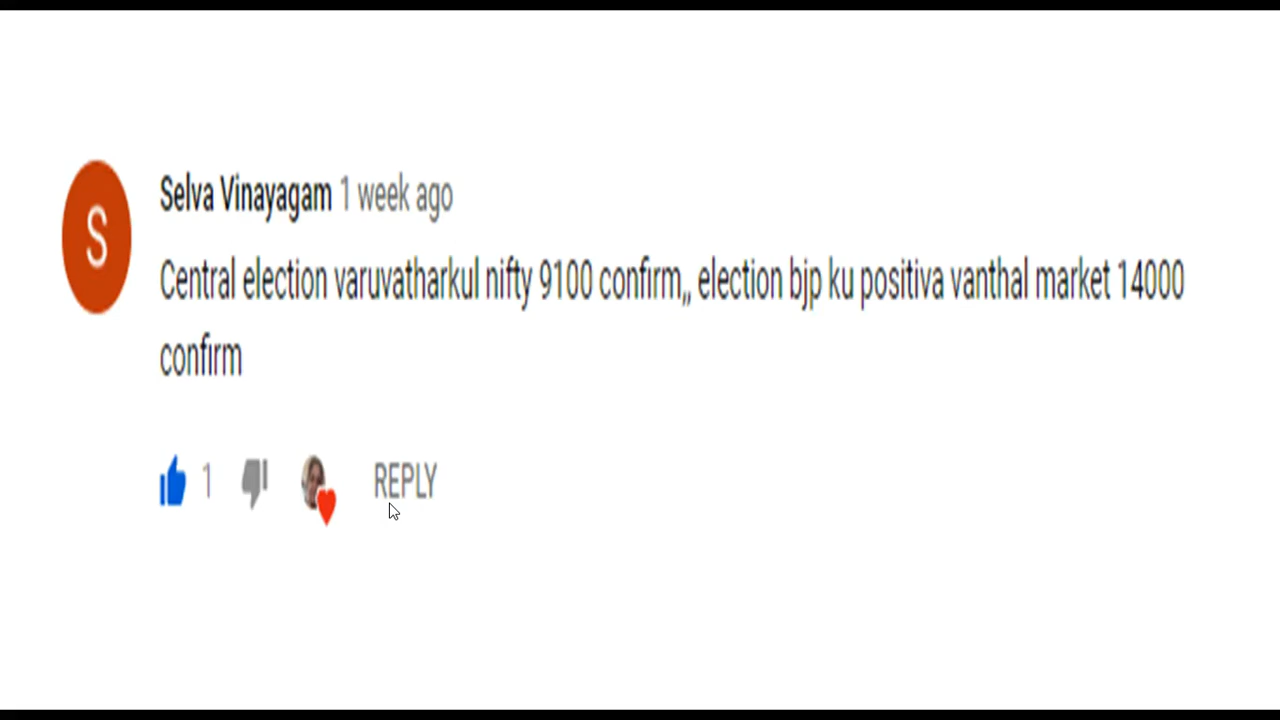 S
Selva Vinayagam 1 week ago
Central election varuvatharkul nifty 9100 confirm,, election bjp ku positiva vanthal market 14000
confirm
1 REPLY